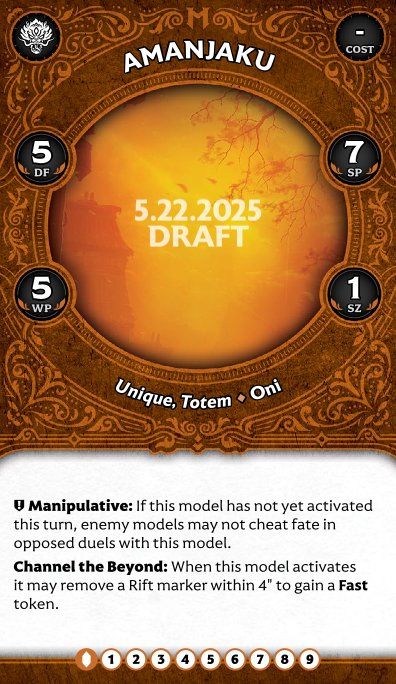 -
COST
AMANJAKU
5
DF
7
SP
5.22.2025
DRAFT
5
WP
1
SZ
Unique, Totem ♦ Oni
Manipulative: If this model has not yet activated
this turn, enemy models may not cheat fate in
opposed duels with this model.
Channel the Beyond: When this model activates
it may remove a Rift marker within 4" to gain a Fast
token.
1 2 3 4 5 6 7 8 9